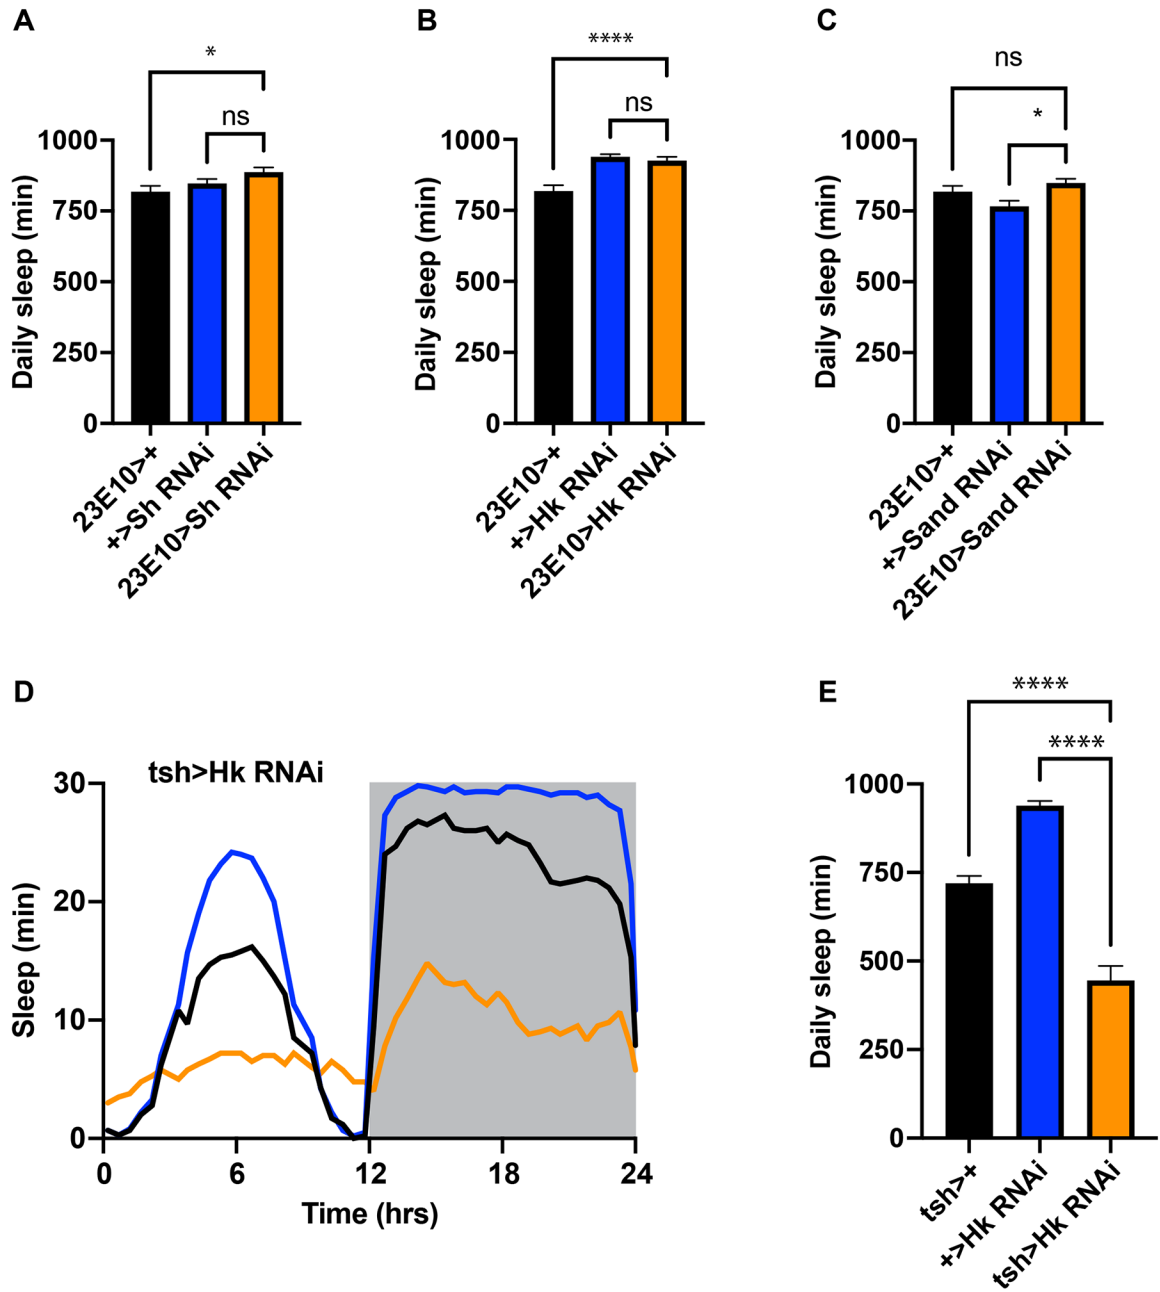 A
B
C
*
****
ns
ns
ns
*
1000
750
500
250
0
Daily sleep (min)
23E10>+
+>Sh RNAi
23E10>Sh RNAi
1000
750
500
250
0
Daily sleep (min)
23E10>+
+>Hk RNAi
23E10>Hk RNAi
1000
750
500
250
0
Daily sleep (min)
23E10>+
+>Sand RNAi
23E10>Sand RNAi
D
tsh>Hk RNAi
30
20
10
0
Sleep (min)
0 6 12 18 24
Time (hrs)
E
****
****
1000
750
500
250
0
Daily sleep (min)
tsh>+
+>Hk RNAi
tsh>Hk RNAi